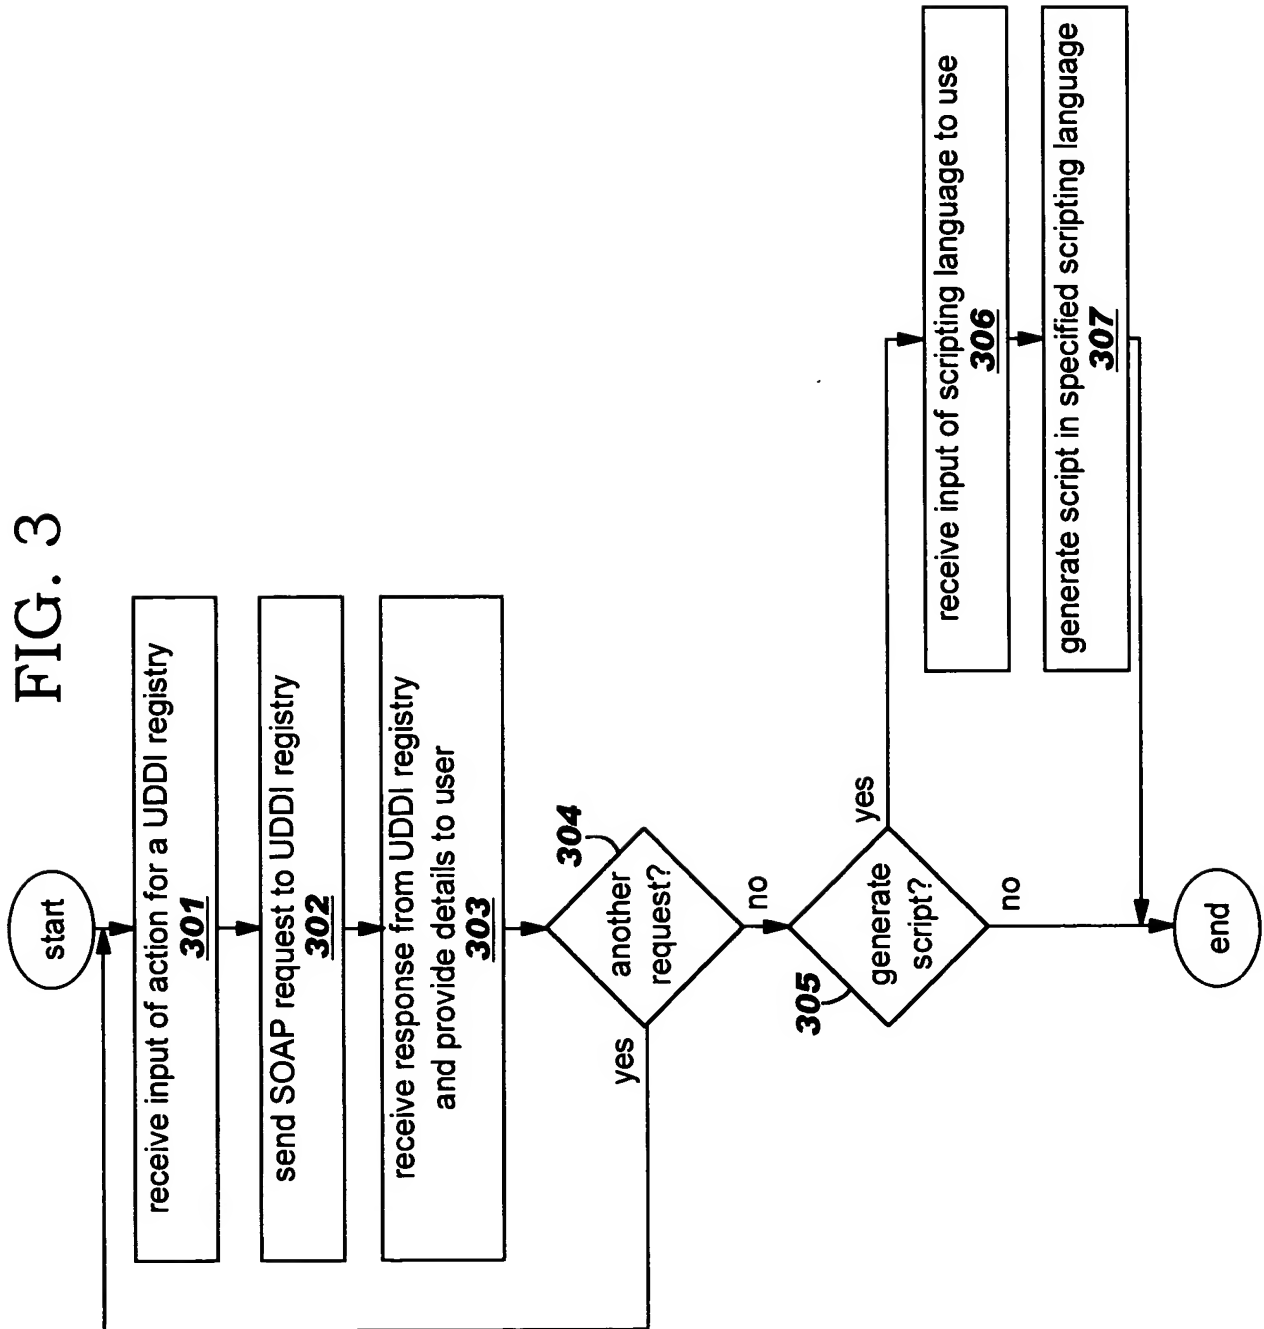 FIG. 3
start
receive input of action for a UDDI registry
301
send SOAP request to UDDI registry
302
receive response from UDDI registry
and provide details to user
303
304
another
request?
yes
no
305
generate
script?
yes
no
receive input of scripting language to use
306
generate script in specified scripting language
307
end